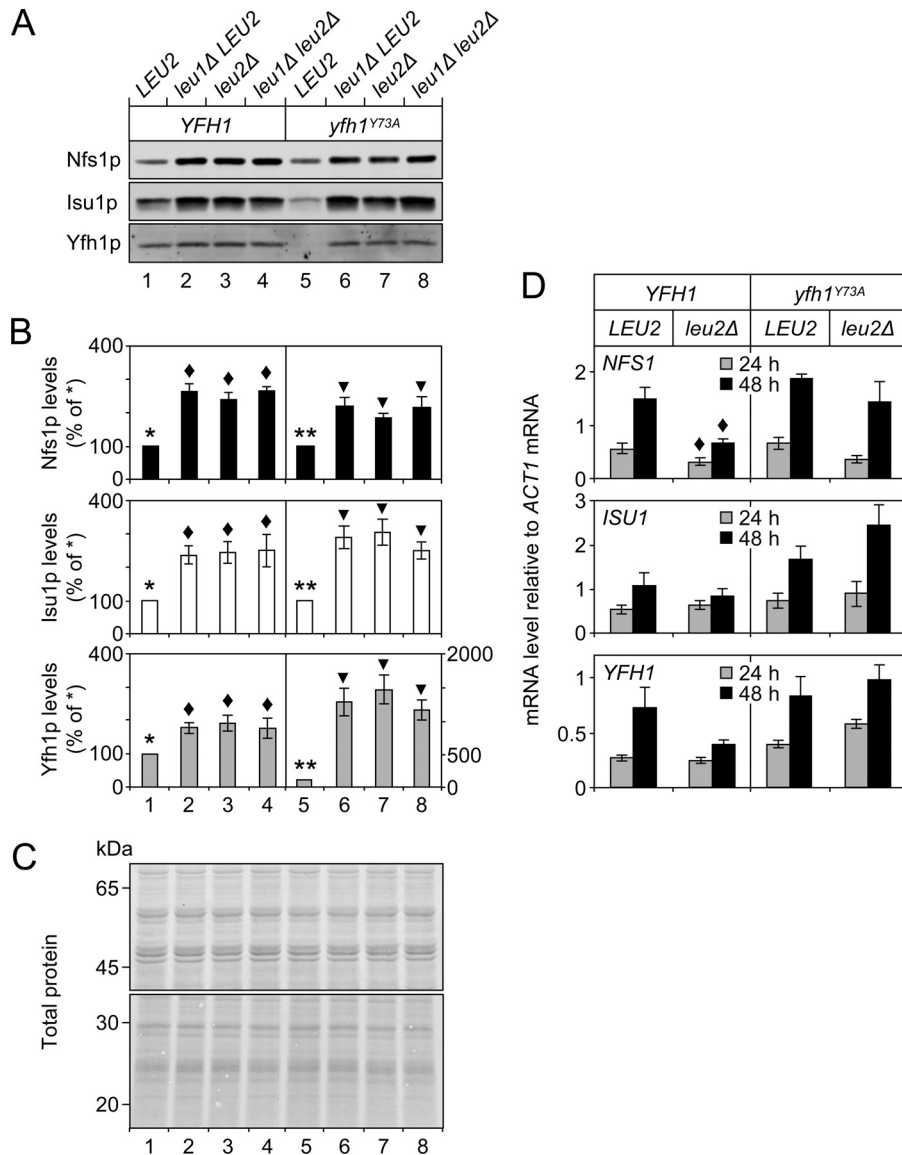 A
LEU2
leu1Δ LEU2
leu2Δ
leu1Δ leu2Δ
LEU2
leu1Δ LEU2
leu2Δ
leu1Δ leu2Δ
YFH1 yfh1Y73A
Nfs1p
Isu1p
Yfh1p
1 2 3 4 5 6 7 8
B
Nfs1p levels
(% of *)
400
100
0
* **
Isu1p levels
(% of *)
400
100
0
* **
Yfh1p levels
(% of *)
400
100
0
* **
2000
500
0
1 2 3 4 5 6 7 8
C
kDa
Total protein
65
45
30
20
1 2 3 4 5 6 7 8
D
YFH1 yfh1Y73A
LEU2 leu2Δ LEU2 leu2Δ
mRNA level relative to ACT1 mRNA
NFS1
24 h
48 h
2
1
0
ISU1
24 h
48 h
3
2
1
0
YFH1
24 h
48 h
1
0.5
0